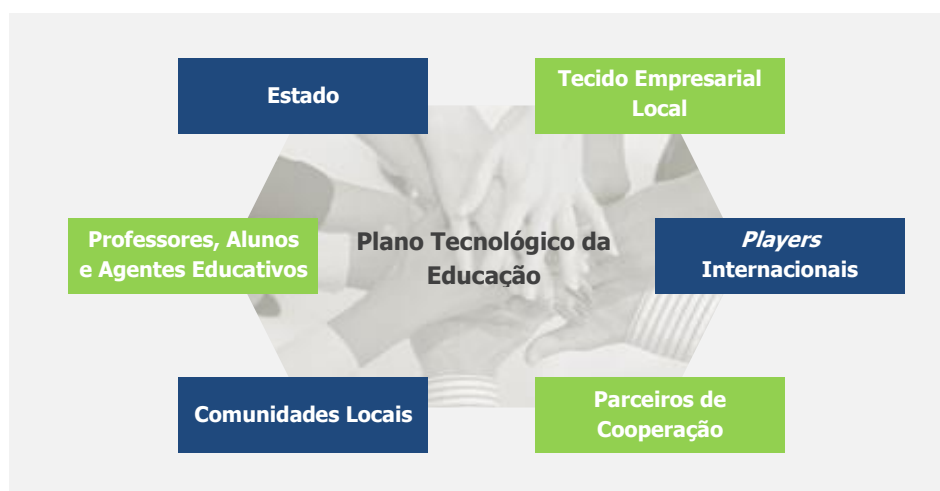 Estado
Tecido Empresarial
Local
Professores, Alunos
e Agentes Educativos
Plano Tecnológico da
Educação
Players
Internacionais
Comunidades Locais
Parceiros de
Cooperação